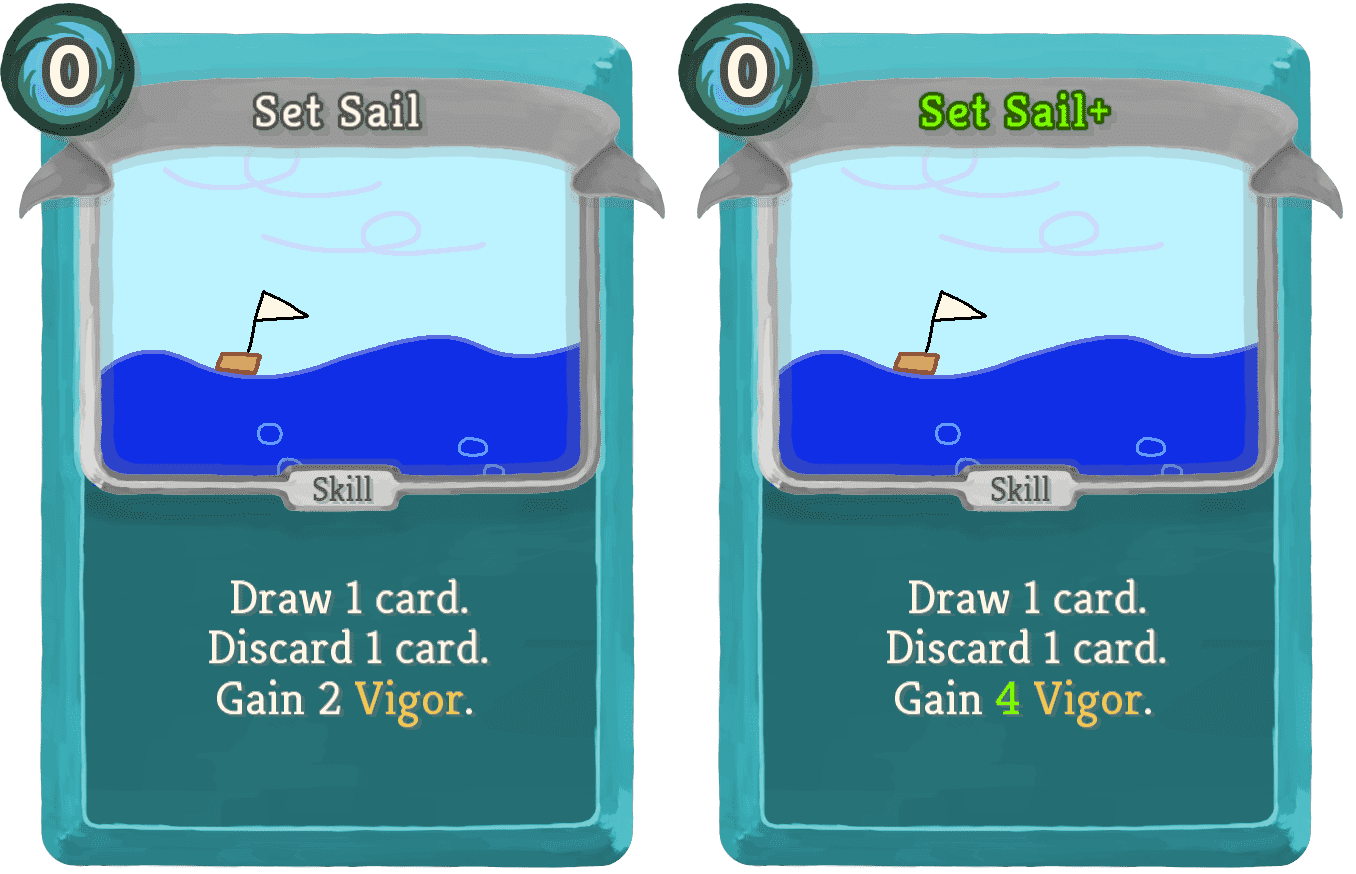 0
Set Sail
Skill
Draw 1 card.
Discard 1 card.
Gain 2 Vigor.
0
Set Sail+
Skill
Draw 1 card.
Discard 1 card.
Gain 4 Vigor.